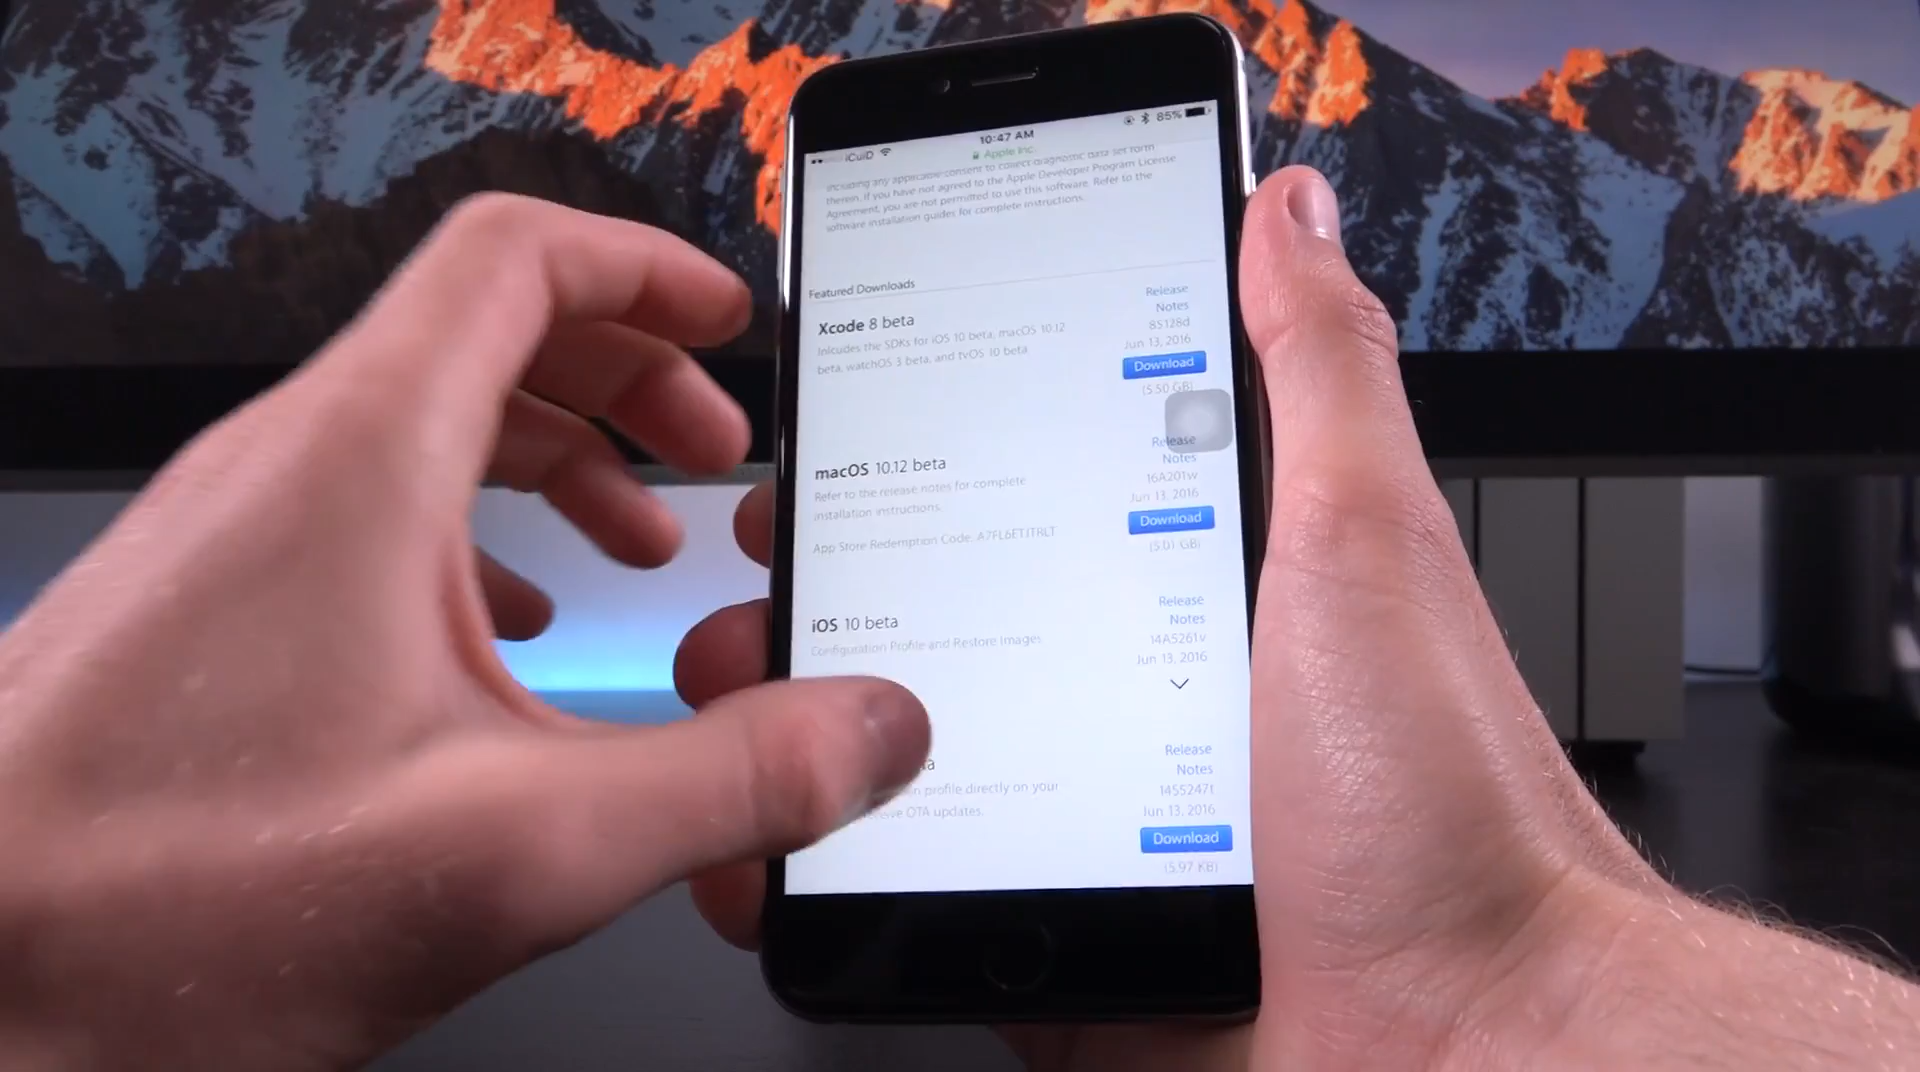 iCuiD
10:47 AM
85%
Apple Inc.
including any applicable consent to collect diagnostic data set forth
therein. If you have not agreed to the Apple Developer Program License
Agreement, you are not permitted to use this software. Refer to the
software installation guides for complete instructions.
Featured Downloads
Xcode 8 beta
Inlcudes the SDKs for iOS 10 beta, macOS 10.12
beta, watchOS 3 beta, and tvOS 10 beta
Release
Notes
8S128d
Jun 13, 2016
Download
(5.50 GB)
macOS 10.12 beta
Refer to the release notes for complete
installation instructions.
App Store Redemption Code: A7FL6ETJTRLT
Release
Notes
16A201w
Jun 13, 2016
Download
(5.01 GB)
iOS 10 beta
Configuration Profile and Restore Images
Release
Notes
14A5261v
Jun 13, 2016
profile directly on your
OTA updates.
Release
Notes
14S5247t
Jun 13, 2016
Download
(5.97 KB)